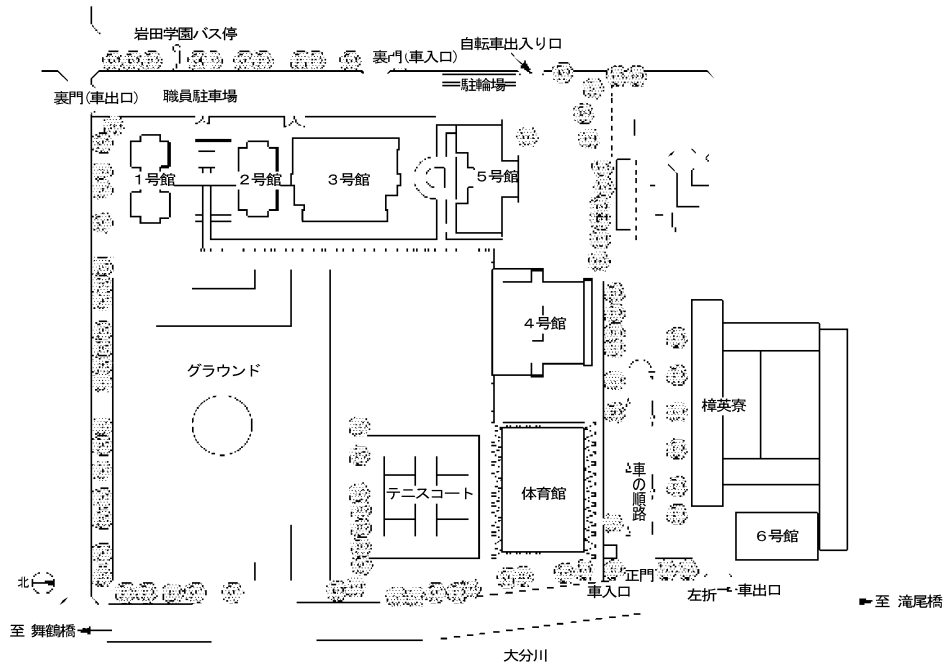 岩田学園バス停
自転車出入り口
裏門(車入口)
裏門(車出口)
職員駐車場
駐輪場
1号館
2号館
3号館
5号館
4号館
グラウンド
樟英寮
車の順路
テニスコート
体育館
6号館
北
正門
車入口
左折
車出口
至 滝尾橋
至 舞鶴橋
大分川